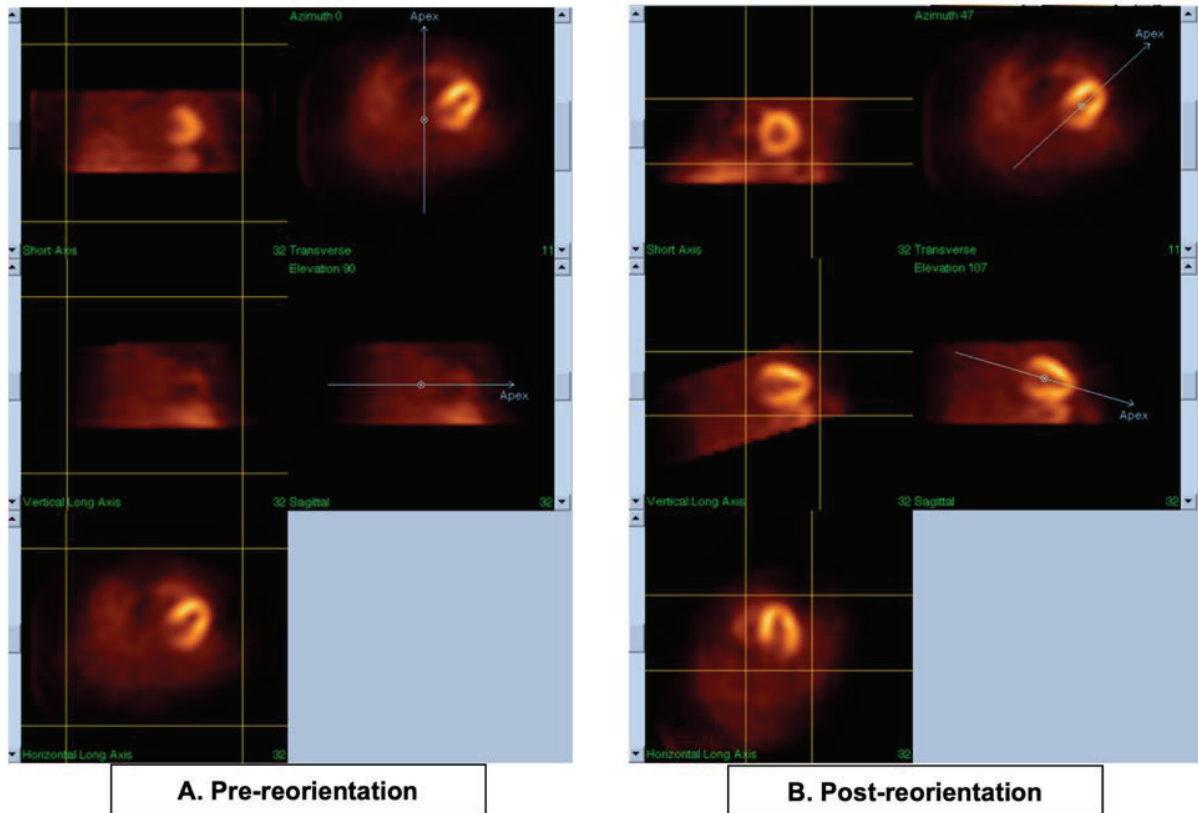 Azimuth 0
Apex
Short Axis 32
Transverse 11
Elevation 90
Apex
Vertical Long Axis 32
Sagittal 32
Horizontal Long Axis 32
A. Pre-reorientation
Azimuth 47
Apex
Short Axis 32
Transverse 11
Elevation 107
Apex
Vertical Long Axis 32
Sagittal 32
Horizontal Long Axis 32
B. Post-reorientation